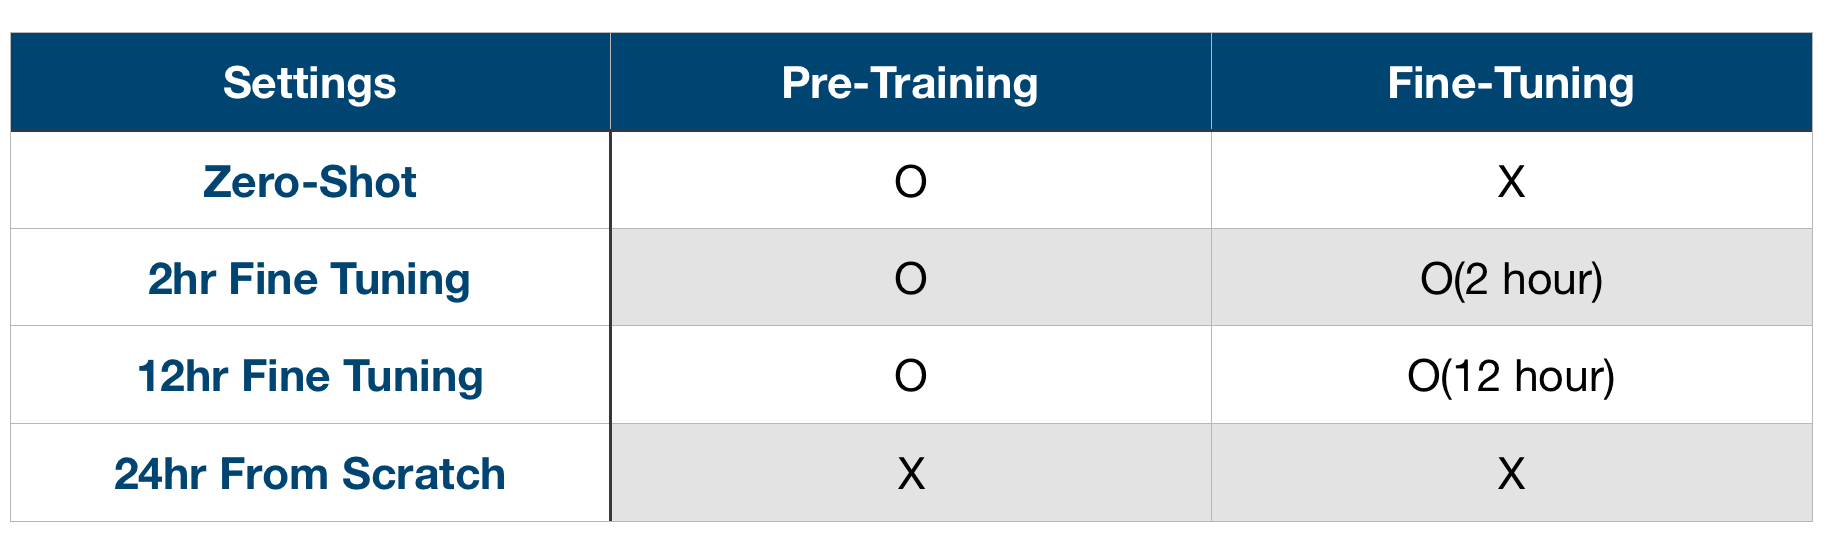 Settings Pre-Training Fine-Tuning
Zero-Shot O X
2hr Fine Tuning O O(2 hour)
12hr Fine Tuning O O(12 hour)
24hr From Scratch X X